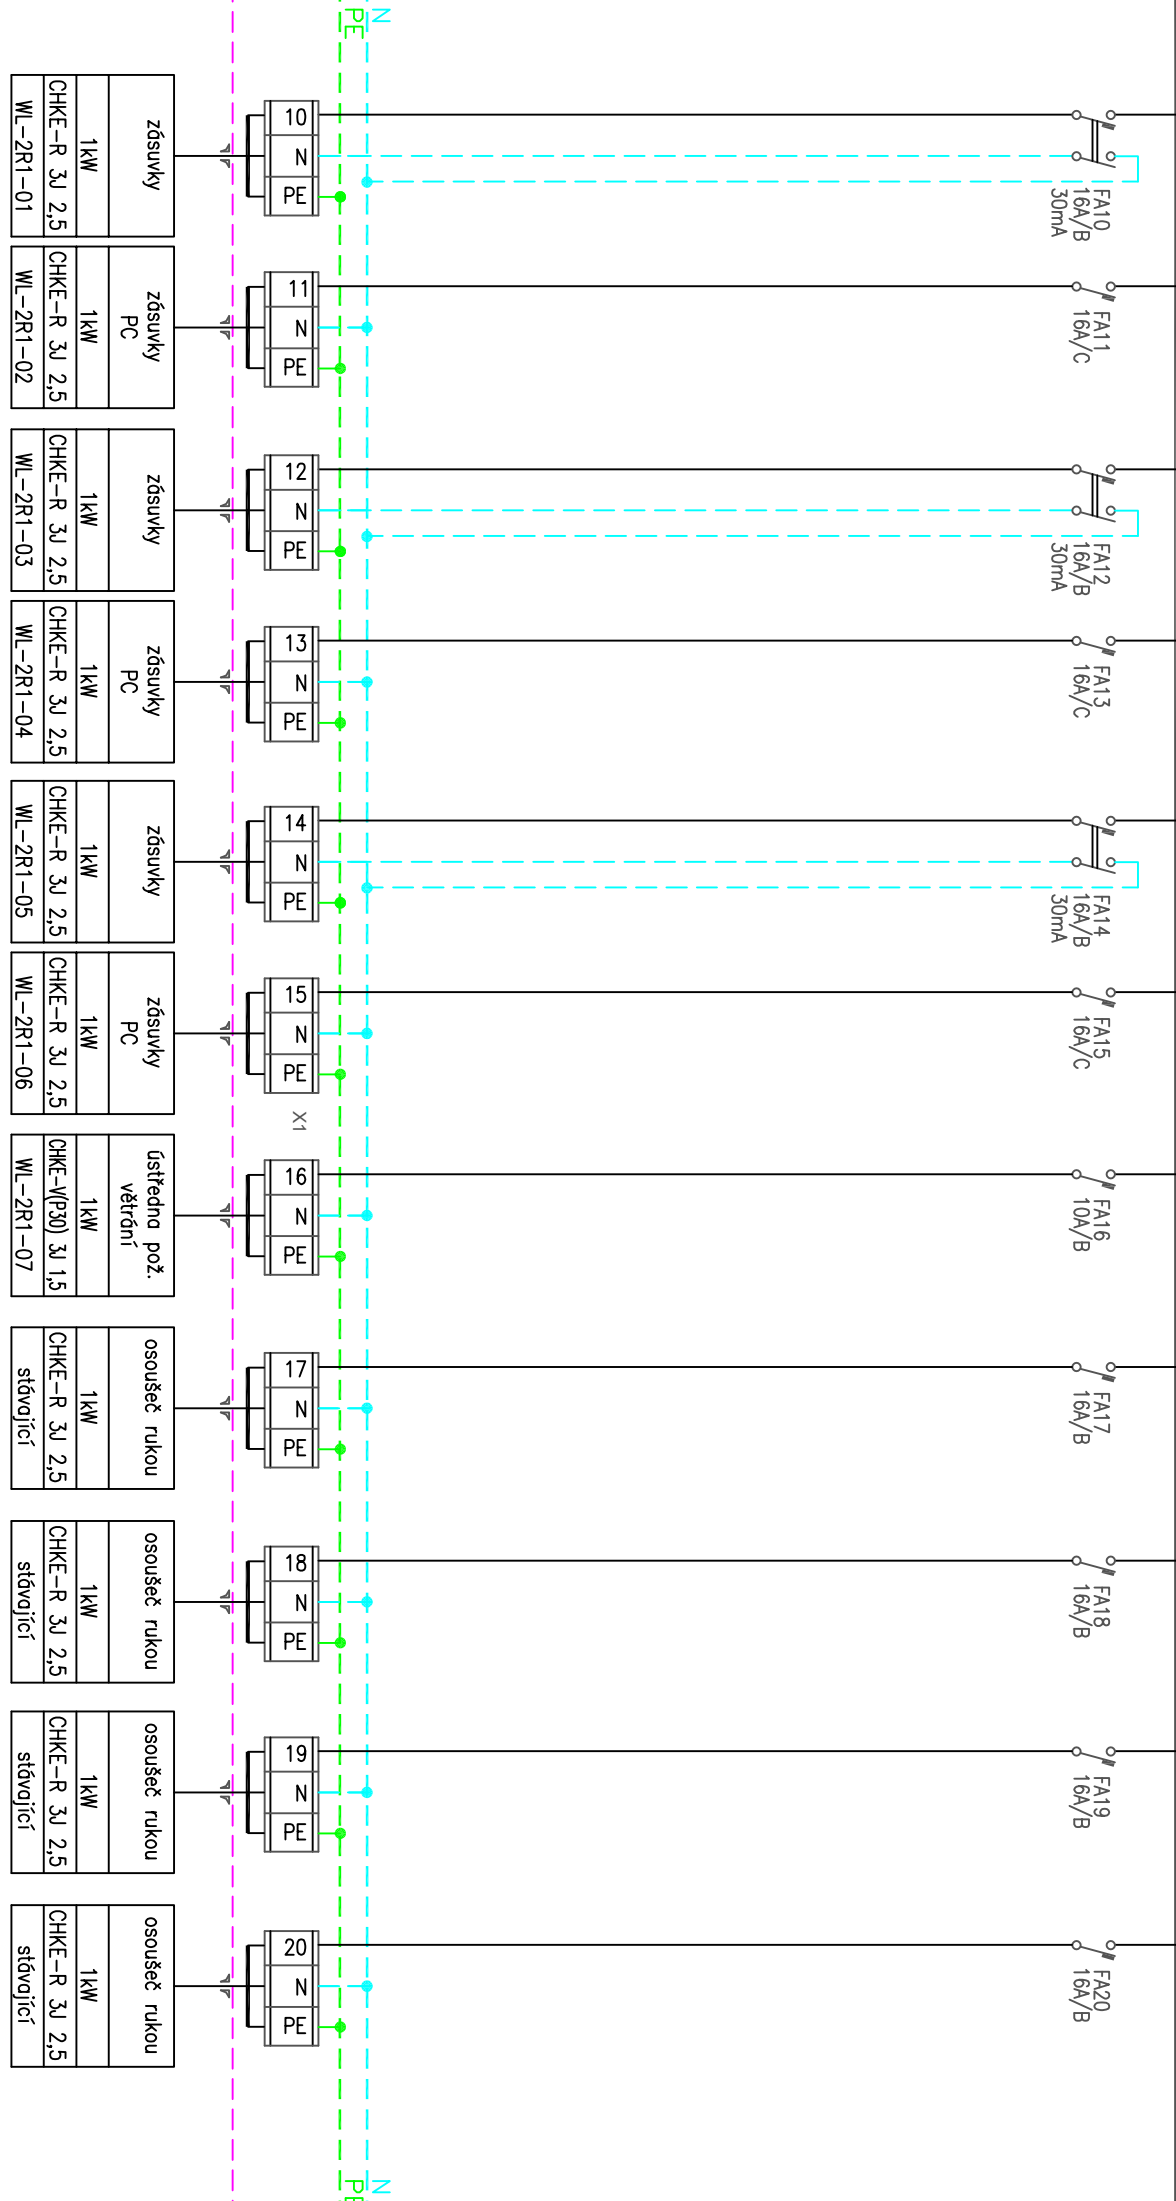 N
PE
FA10
16A/B
30mA
FA11
16A/C
FA12
16A/B
30mA
FA13
16A/C
FA14
16A/B
30mA
FA15
16A/C
FA16
10A/B
FA17
16A/B
FA18
16A/B
FA19
16A/B
FA20
16A/B
10
N
PE
11
N
PE
12
N
PE
13
N
PE
14
N
PE
15
N
PE
X1
16
N
PE
17
N
PE
18
N
PE
19
N
PE
20
N
PE
zásuvky
1kW
CHKE-R 3J 2,5
WL-2R1-01
zásuvky
PC
1kW
CHKE-R 3J 2,5
WL-2R1-02
zásuvky
1kW
CHKE-R 3J 2,5
WL-2R1-03
zásuvky
PC
1kW
CHKE-R 3J 2,5
WL-2R1-04
zásuvky
1kW
CHKE-R 3J 2,5
WL-2R1-05
zásuvky
PC
1kW
CHKE-R 3J 2,5
WL-2R1-06
ústředna pož.
větrání
1kW
CHKE-V(P30) 3J 1,5
WL-2R1-07
osoušeč rukou
1kW
CHKE-R 3J 2,5
stávající
osoušeč rukou
1kW
CHKE-R 3J 2,5
stávající
osoušeč rukou
1kW
CHKE-R 3J 2,5
stávající
osoušeč rukou
1kW
CHKE-R 3J 2,5
stávající
N
PE